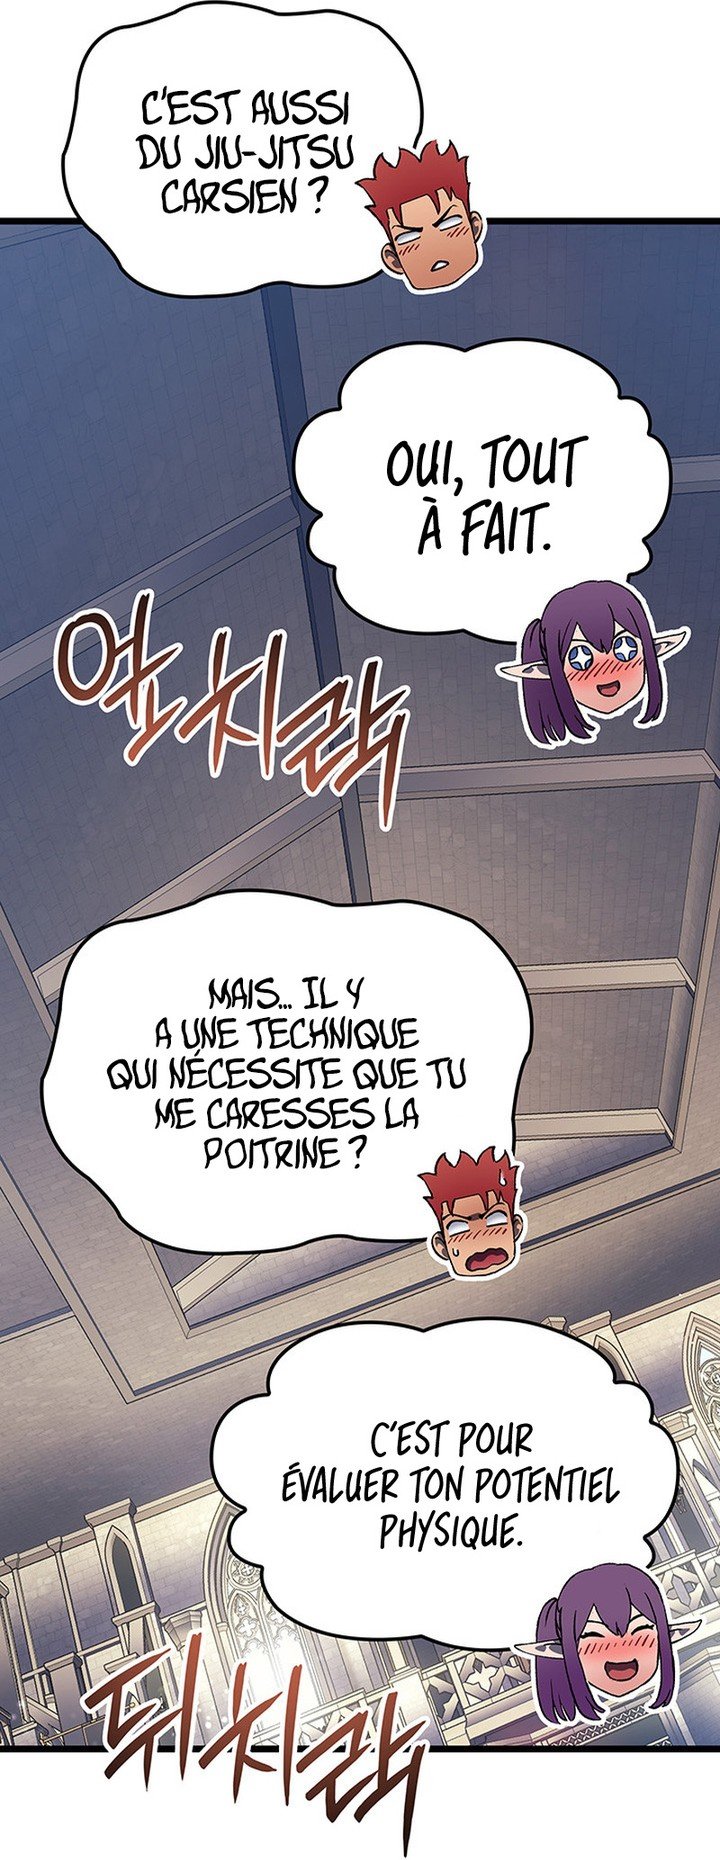 C'EST AUSSI
DU JIU-JITSU
CARSIEN ?
OUI, TOUT
À FAIT.
엎치락
MAIS... IL Y
A UNE TECHNIQUE
QUI NÉCESSITE QUE TU
ME CARESSES LA
POITRINE ?
C'EST POUR
ÉVALUER TON POTENTIEL
PHYSIQUE.
뒤치락